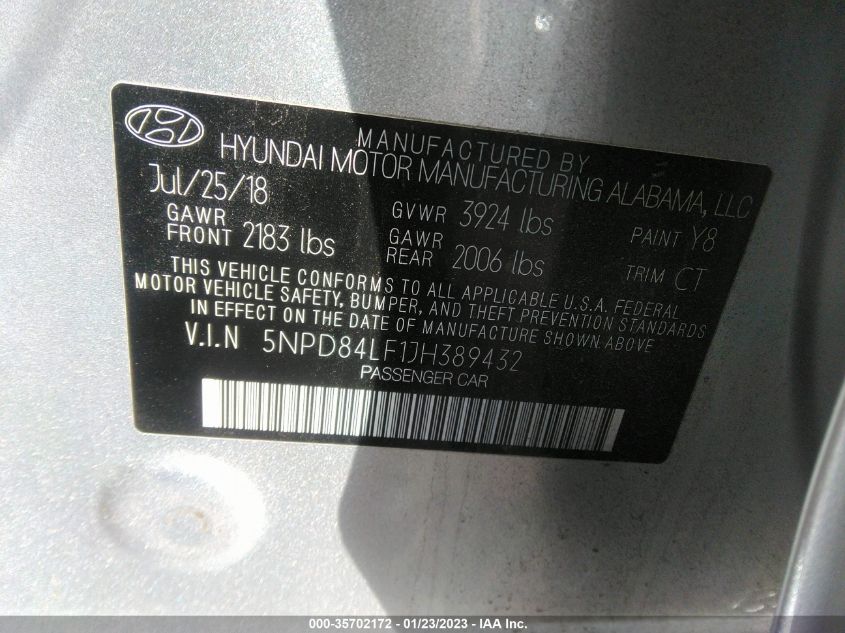 MANUFACTURED BY
HYUNDAI MOTOR MANUFACTURING ALABAMA, LLC
Jul/25/18
GAWR FRONT 2183 lbs
GVWR 3924 lbs
GAWR REAR 2006 lbs
PAINT Y8
TRIM CT
THIS VEHICLE CONFORMS TO ALL APPLICABLE U.S.A. FEDERAL
MOTOR VEHICLE SAFETY, BUMPER, AND THEFT PREVENTION STANDARDS
IN EFFECT ON THE DATE OF MANUFACTURE SHOWN ABOVE.
V.I.N 5NPD84LF1JH389432
PASSENGER CAR
000-35702172 - 01/23/2023 - IAA Inc.